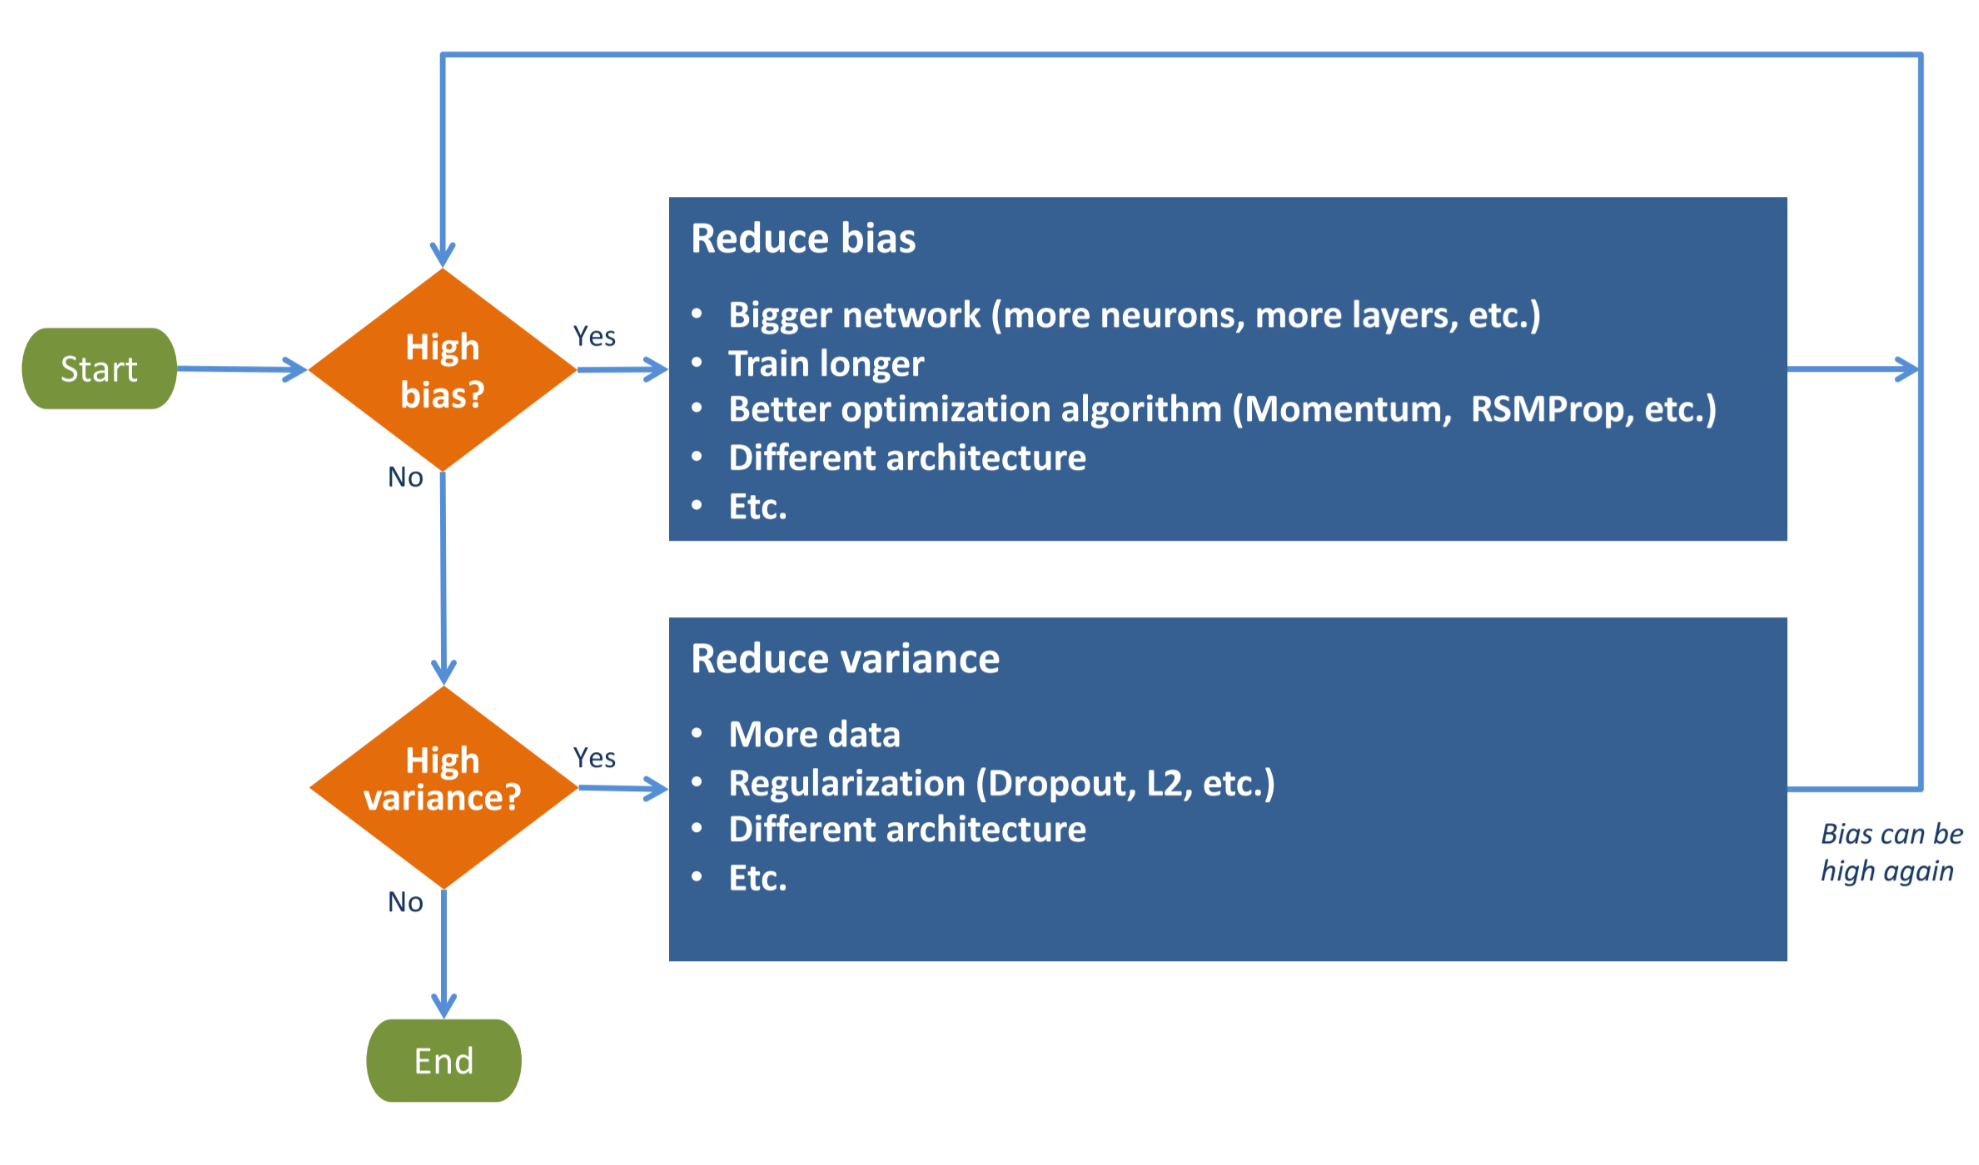 Start
High
bias?
Yes
No
Reduce bias
• Bigger network (more neurons, more layers, etc.)
• Train longer
• Better optimization algorithm (Momentum,  RSMProp, etc.)
• Different architecture
• Etc.
High
variance?
Yes
No
Reduce variance
• More data
• Regularization (Dropout, L2, etc.)
• Different architecture
• Etc.
Bias can be
high again
End